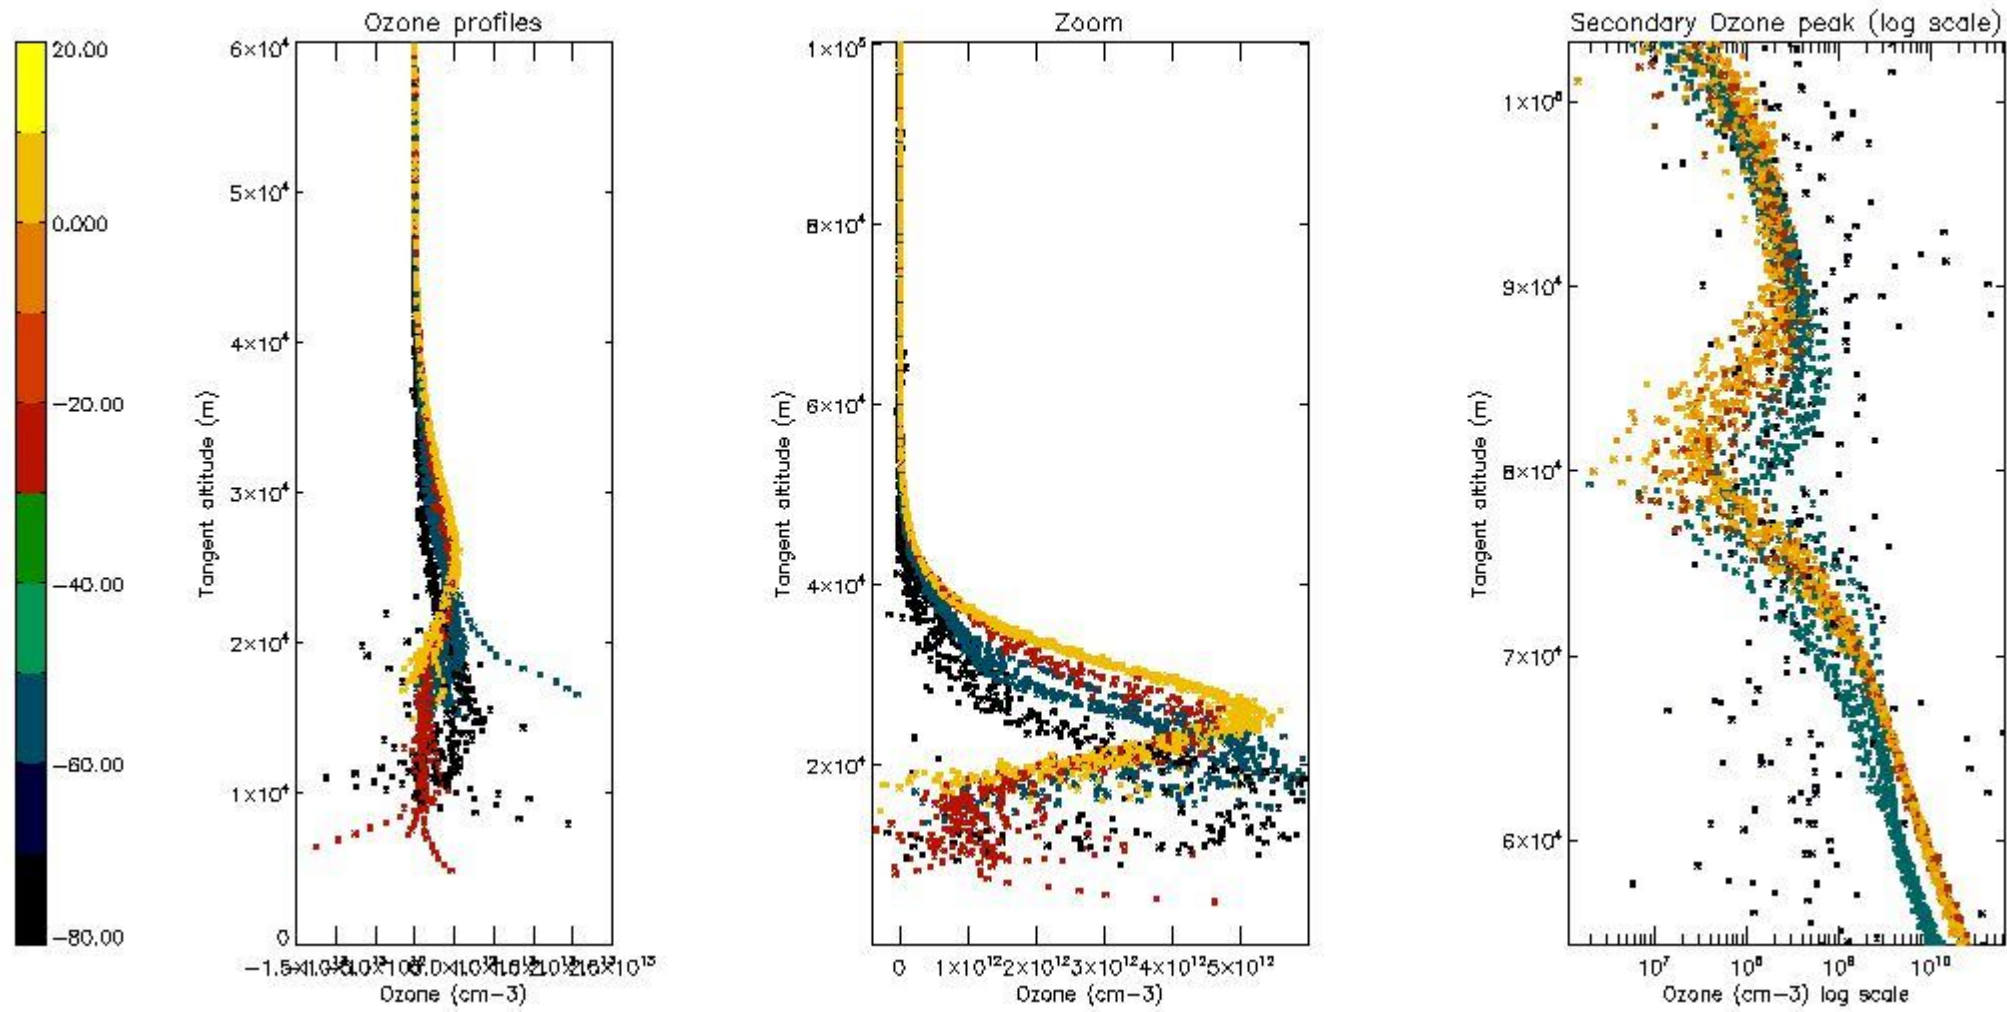 Ozone profiles
Zoom
Secondary Ozone peak (log scale)
20.00
0.000
−20.00
−40.00
−60.00
−80.00
6×10⁴
5×10⁴
4×10⁴
3×10⁴
2×10⁴
1×10⁴
0
Tangent altitude (m)
Ozone (cm−3)
1×10⁵
8×10⁴
6×10⁴
4×10⁴
2×10⁴
Tangent altitude (m)
0 1×10¹² 2×10¹² 3×10¹² 4×10¹² 5×10¹²
Ozone (cm−3)
9×10⁴
8×10⁴
7×10⁴
6×10⁴
Tangent altitude (m)
10⁷ 10⁸ 10⁹ 10¹⁰
Ozone (cm−3) log scale